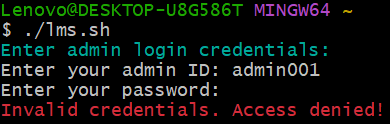 Lenovo@DESKTOP-U8G586T MINGW64 ~
$ ./lms.sh
Enter admin login credentials:
Enter your admin ID: admin001
Enter your password:
Invalid credentials. Access denied!